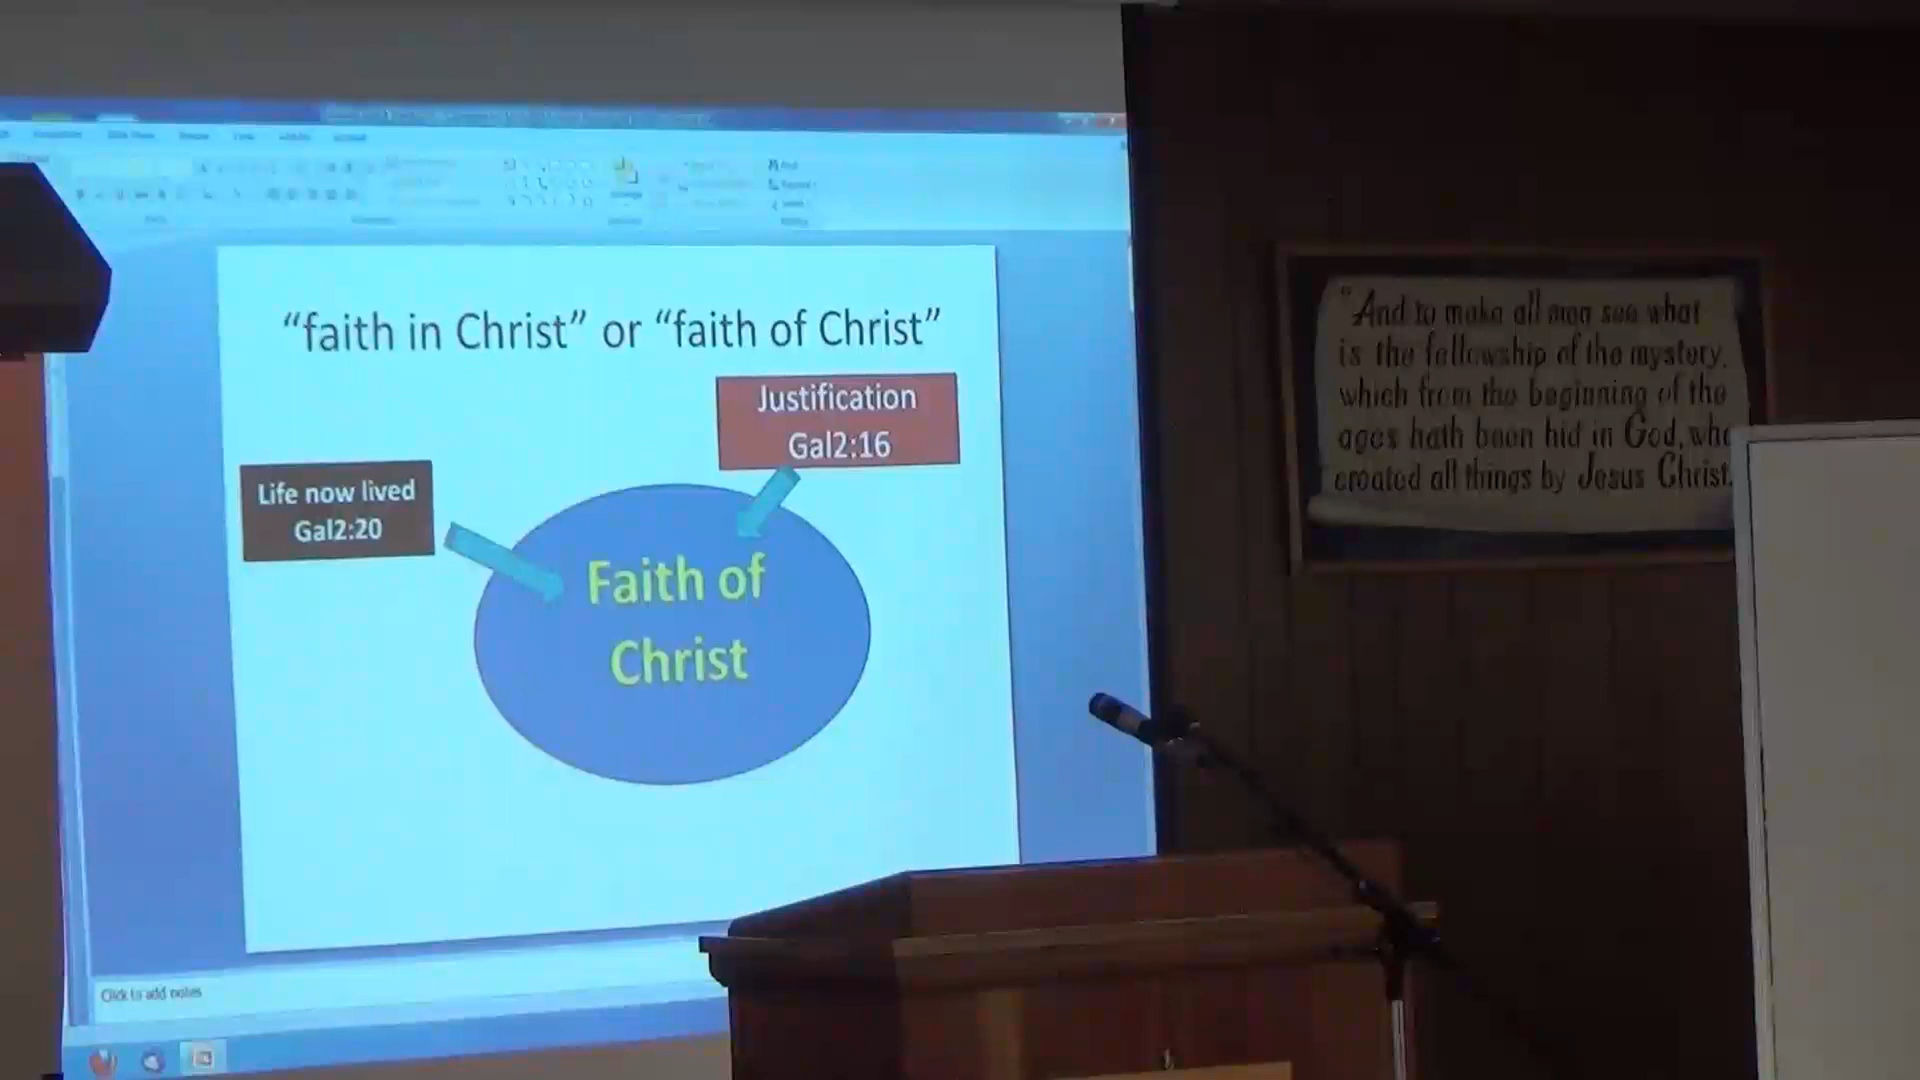 “faith in Christ” or “faith of Christ”
Justification
Gal2:16
Life now lived
Gal2:20
Faith of
Christ
Click to add notes
"And to make all men see what
is the fellowship of the mystery,
which from the beginning of the
ages hath been hid in God, who
created all things by Jesus Christ.